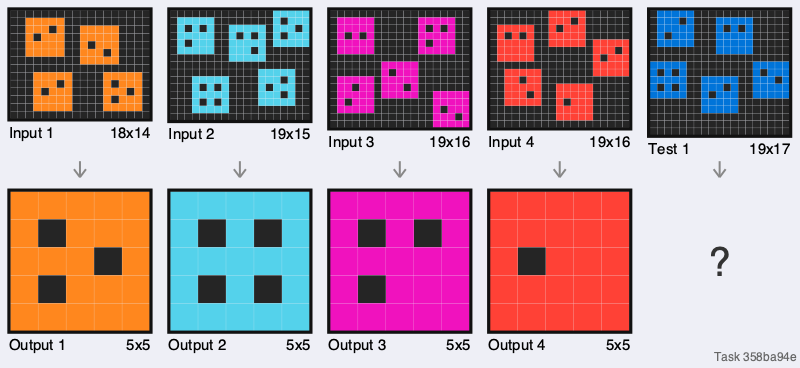 Input 1 18x14
Input 2 19x15
Input 3 19x16
Input 4 19x16
Test 1 19x17
?
Output 1 5x5
Output 2 5x5
Output 3 5x5
Output 4 5x5
Task 358ba94e